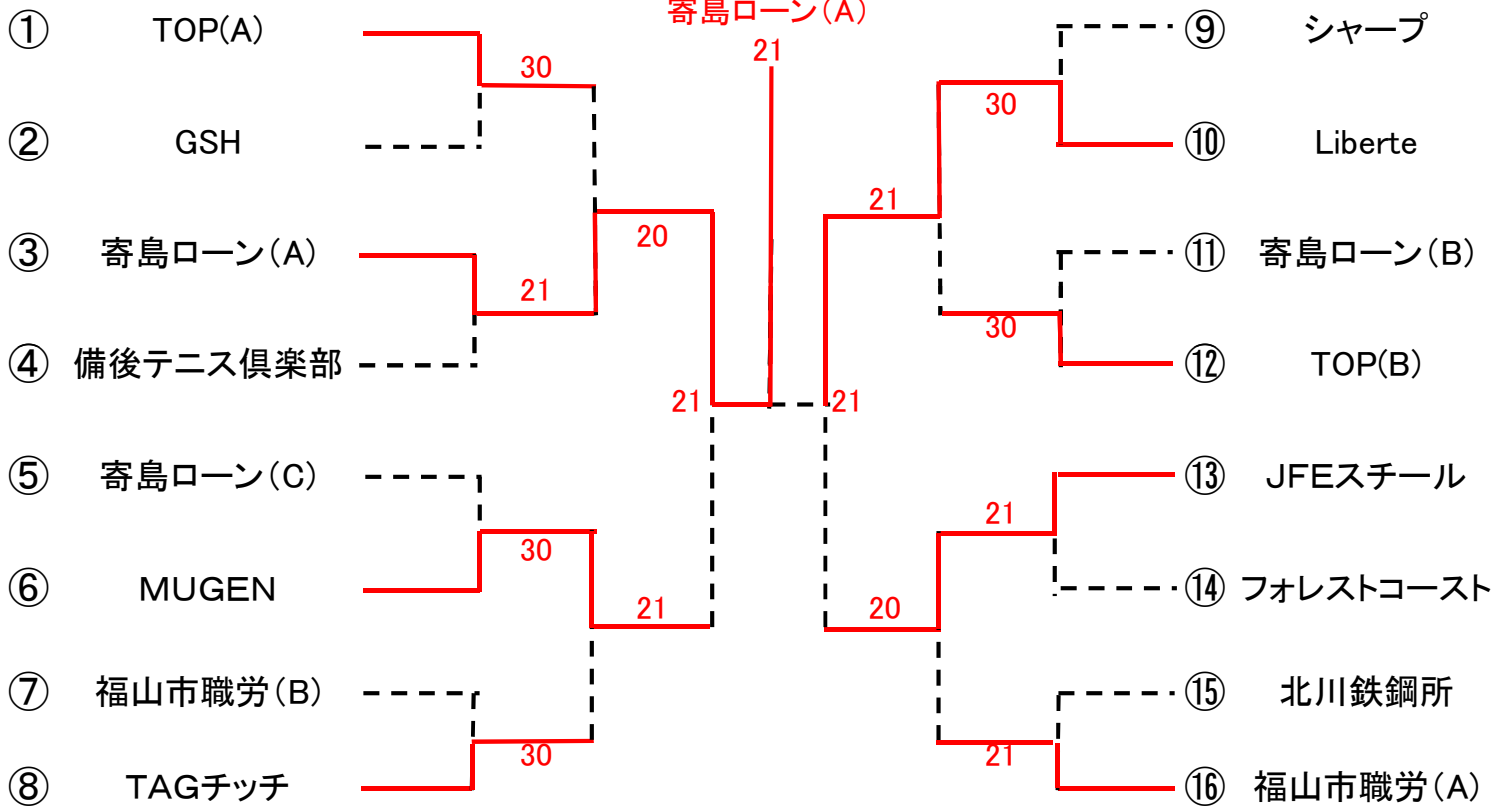 寄島ローン(A)
21
① TOP(A)
30
② GSH
③ 寄島ローン(A)
21
④ 備後テニス倶楽部
20
21
⑤ 寄島ローン(C)
30
⑥ MUGEN
21
⑦ 福山市職労(B)
30
⑧ TAGチッチ
⑨ シャープ
30
⑩ Liberte
21
⑪ 寄島ローン(B)
30
⑫ TOP(B)
21
⑬ JFEスチール
21
⑭ フォレストコースト
20
⑮ 北川鉄鋼所
21
⑯ 福山市職労(A)